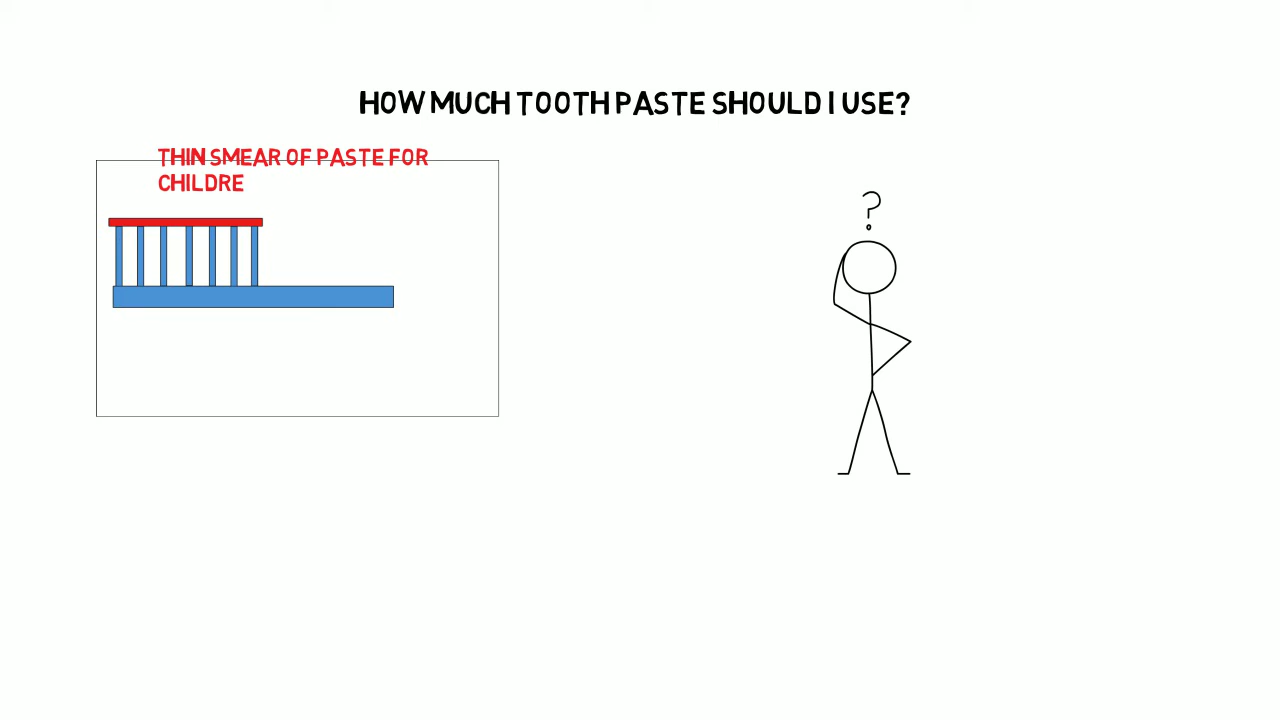 HOW MUCH TOOTH PASTE SHOULD I USE?
THIN SMEAR OF PASTE FOR
CHILDRE
?